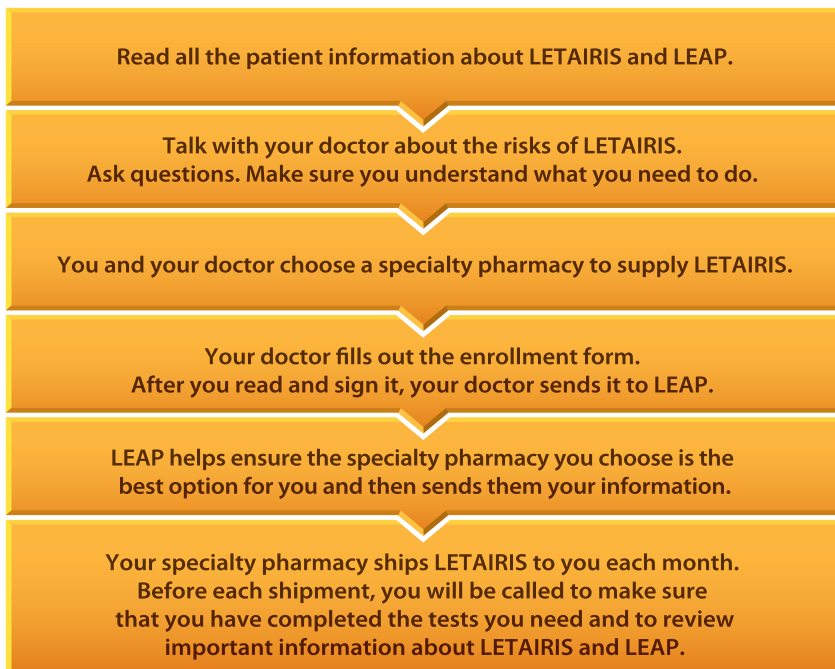 Read all the patient information about LETAIRIS and LEAP.
Talk with your doctor about the risks of LETAIRIS.
Ask questions. Make sure you understand what you need to do.
You and your doctor choose a specialty pharmacy to supply LETAIRIS.
Your doctor fills out the enrollment form.
After you read and sign it, your doctor sends it to LEAP.
LEAP helps ensure the specialty pharmacy you choose is the
best option for you and then sends them your information.
Your specialty pharmacy ships LETAIRIS to you each month.
Before each shipment, you will be called to make sure
that you have completed the tests you need and to review
important information about LETAIRIS and LEAP.